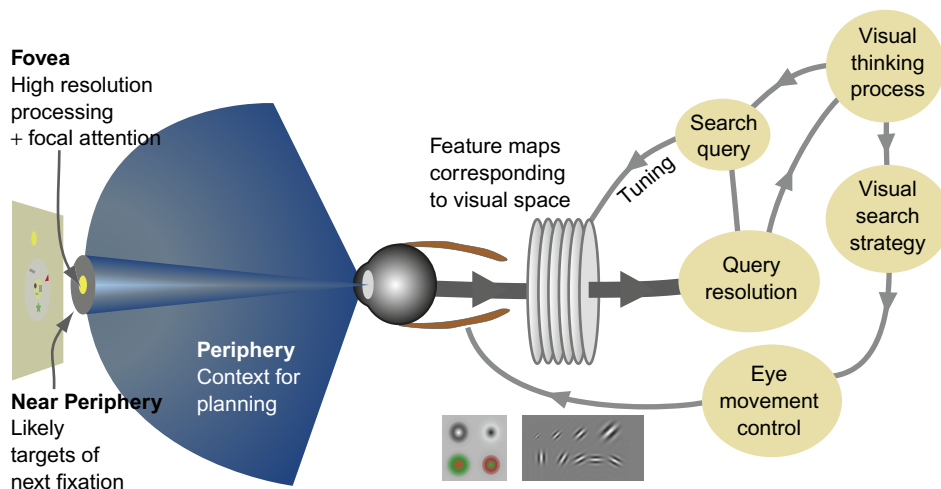 Fovea
High resolution
processing
+ focal attention
Near Periphery
Likely
targets of
next fixation
Periphery
Context for
planning
Feature maps
corresponding
to visual space
Tuning
Search
query
Visual
thinking
process
Visual
search
strategy
Query
resolution
Eye
movement
control